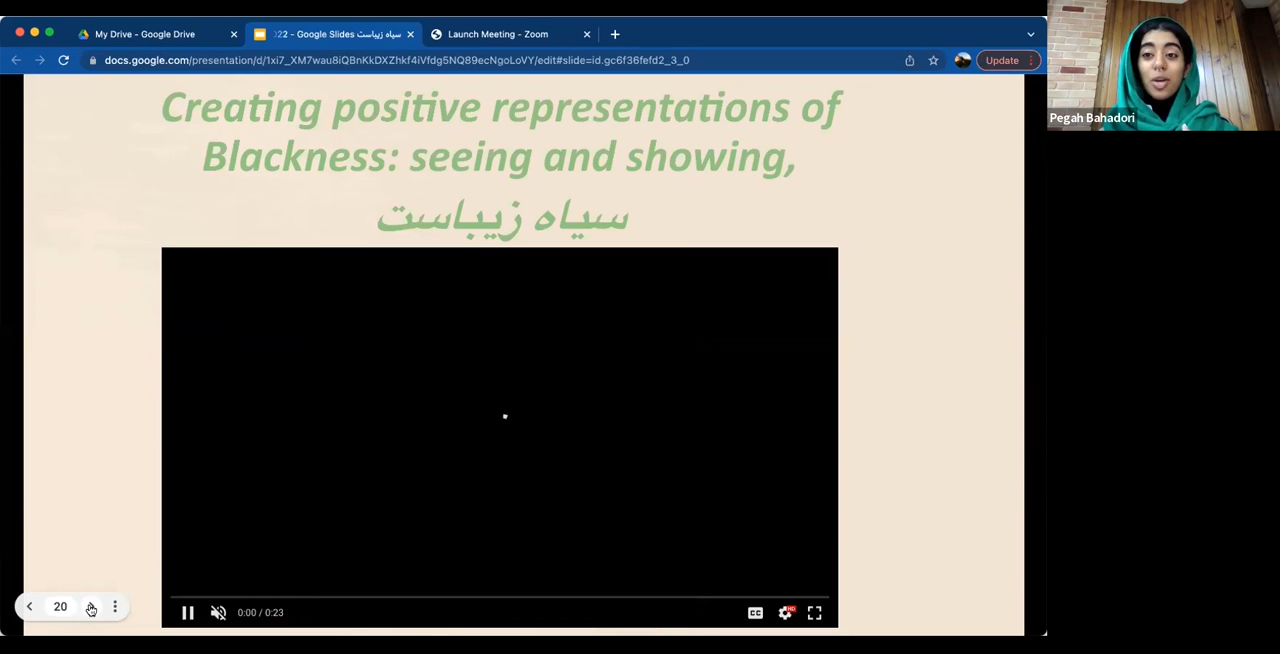 My Drive - Google Drive
سیاه زیباست 22 - Google Slides
Launch Meeting - Zoom
docs.google.com/presentation/d/1xi7_XM7wau8iQBnKkDXZhkf4iVfdg5NQ89ecNgoLoVY/edit#slide=id.gc6f36fefd2_3_0
Update
Pegah Bahadori
Creating positive representations of
Blackness: seeing and showing,
سیاه زیباست
0:00 / 0:23
CC
HD
20